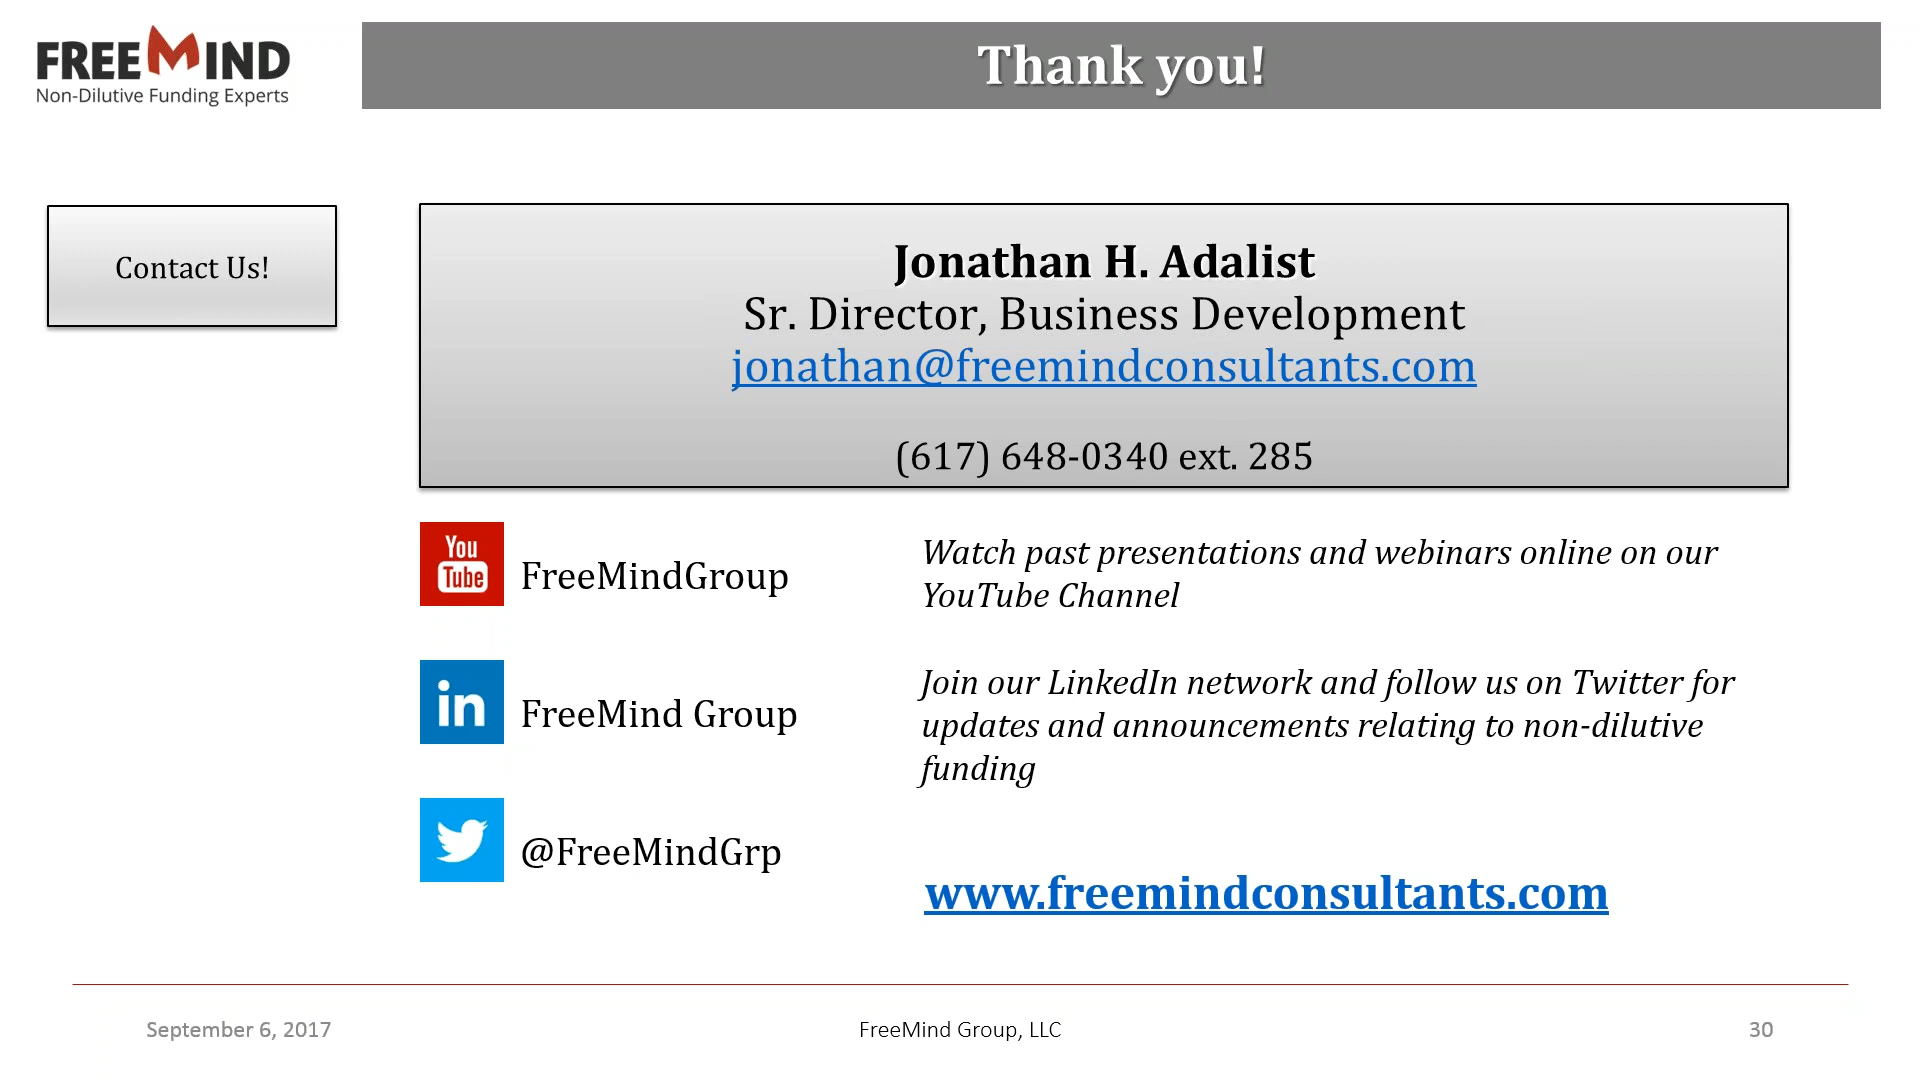 FREEMIND
Non-Dilutive Funding Experts
Thank you!
Contact Us!
Jonathan H. Adalist
Sr. Director, Business Development
jonathan@freemindconsultants.com
(617) 648-0340 ext. 285
You
Tube
FreeMindGroup
Watch past presentations and webinars online on our
YouTube Channel
in
FreeMind Group
Join our LinkedIn network and follow us on Twitter for
updates and announcements relating to non-dilutive
funding
@FreeMindGrp
www.freemindconsultants.com
September 6, 2017
FreeMind Group, LLC
30